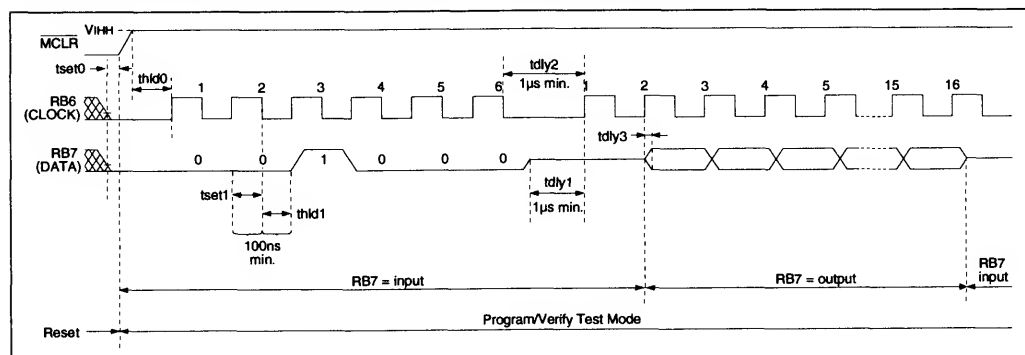 VIHH
MCLR
tset0
thld0
tdly2
1µs min.
1 2 3 4 5 6 1 2 3 4 5 15 16
RB6
(CLOCK)
tdly3
RB7
(DATA)
0 0 1 0 0 0
tdly1
1µs min.
tset1
thld1
100ns
min.
RB7 = input
RB7 = output
RB7
input
Reset
Program/Verify Test Mode